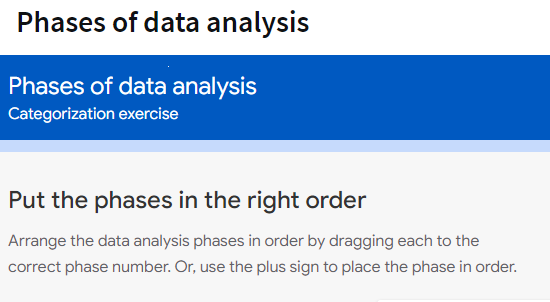 Phases of data analysis
Phases of data analysis
Categorization exercise
Put the phases in the right order
Arrange the data analysis phases in order by dragging each to the
correct phase number. Or, use the plus sign to place the phase in order.